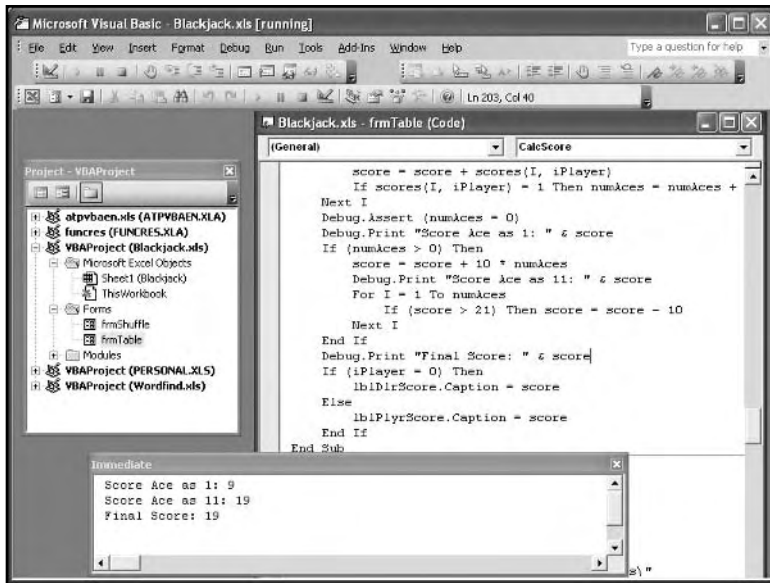 Microsoft Visual Basic - Blackjack.xls [running]
File Edit View Insert Format Debug Run Tools Add-Ins Window Help Type a question for help
Ln 203, Col 40
Blackjack.xls - frmTable (Code)
(General) CalcScore
score = score + scores(I, iPlayer)
If scores(I, iPlayer) = 1 Then numAces = numAces +
Next I
Debug.Assert (numAces = 0)
Debug.Print "Score Ace as 1: " & score
If (numAces > 0) Then
score = score + 10 * numAces
Debug.Print "Score Ace as 11: " & score
For I = 1 To numAces
If (score > 21) Then score = score - 10
Next I
End If
Debug.Print "Final Score: " & score
If (iPlayer = 0) Then
lblDlrScore.Caption = score
Else
lblPlyrScore.Caption = score
End If
End Sub
s\"
Project - VBAProject
atpvbaen.xls (ATPVBAEN.XLA)
funcres (FUNCRES.XLA)
VBAProject (Blackjack.xls)
Microsoft Excel Objects
Sheet1 (Blackjack)
ThisWorkbook
Forms
frmShuffle
frmTable
Modules
VBAProject (PERSONAL.XLS)
VBAProject (Wordfind.xls)
Immediate
Score Ace as 1: 9
Score Ace as 11: 19
Final Score: 19